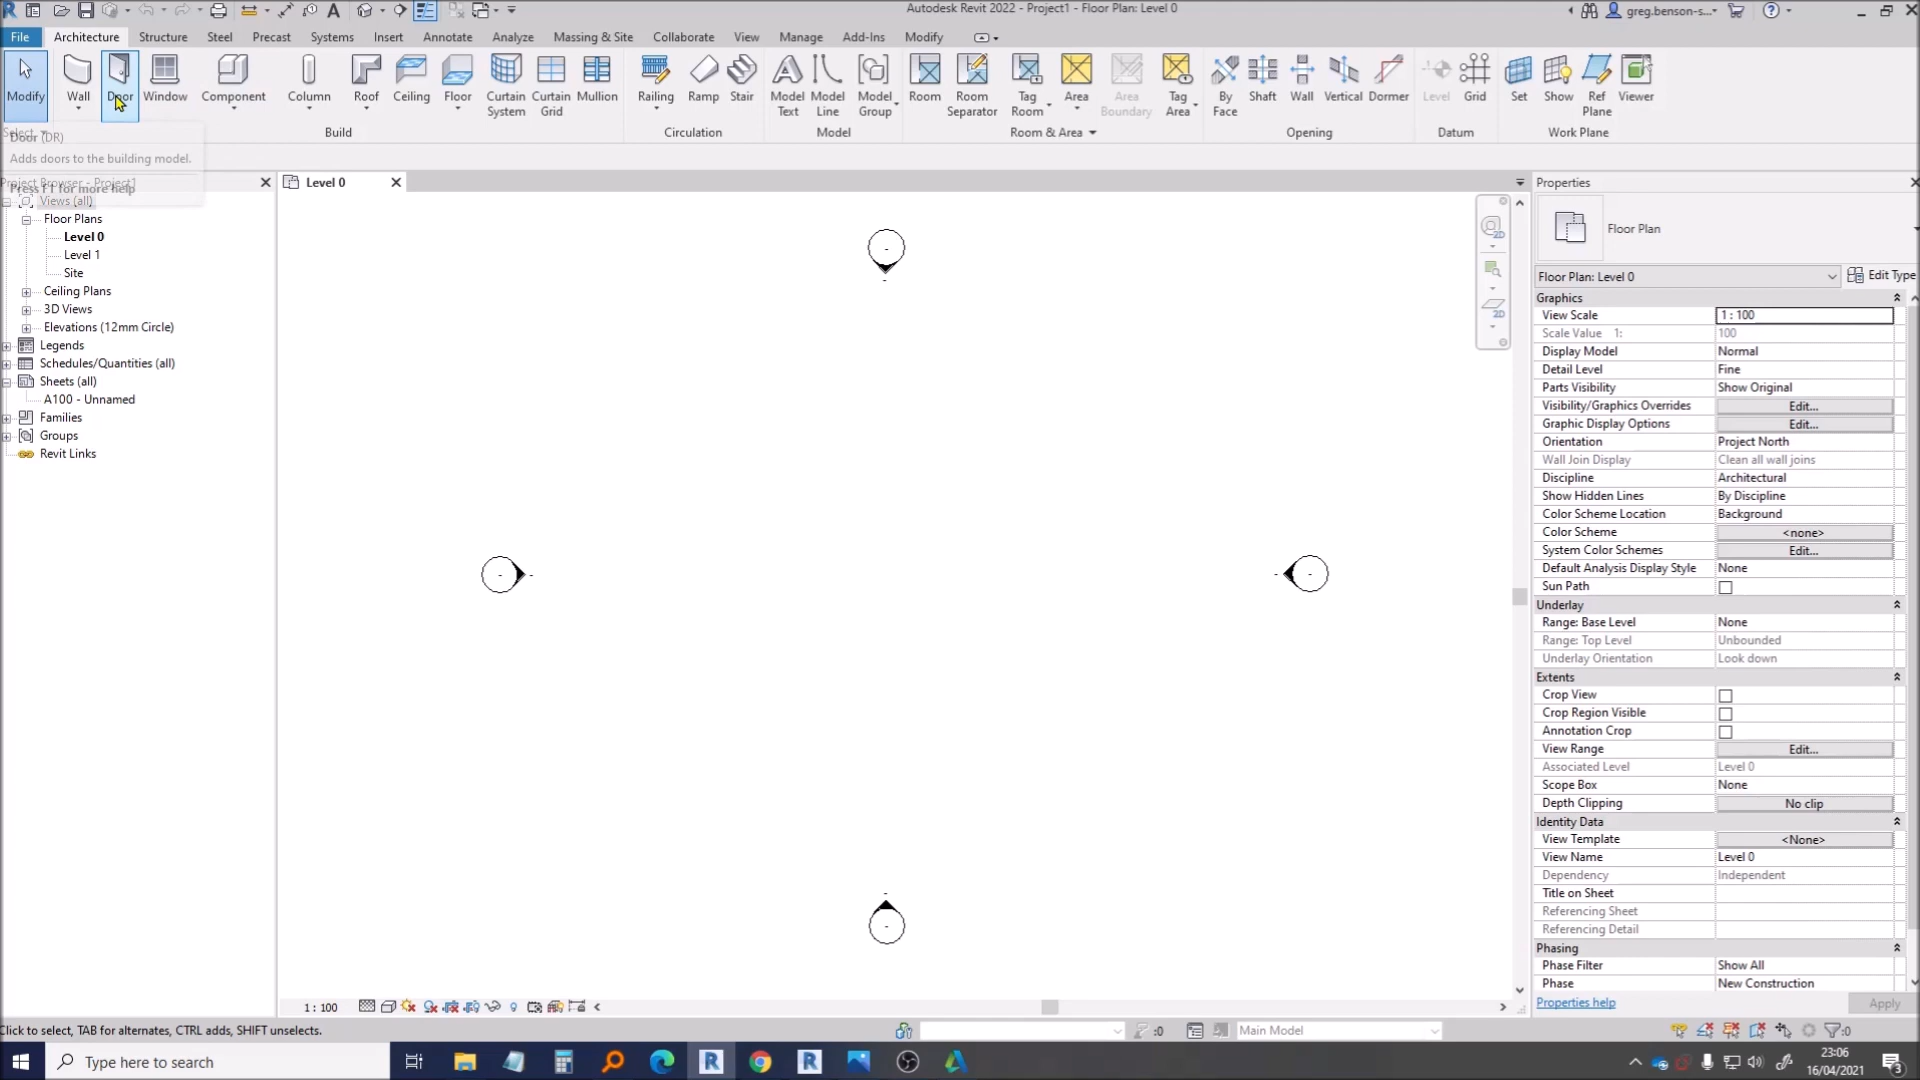 Autodesk Revit 2022 - Project1 - Floor Plan: Level 0
greg.benson-s...
File Architecture Structure Steel Precast Systems Insert Annotate Analyze Massing & Site Collaborate View Manage Add-Ins Modify
Modify Wall Door Window Component Column Roof Ceiling Floor Curtain System Curtain Grid Mullion Railing Ramp Stair Model Text Model Line Model Group Room Room Separator Tag Room Area Area Boundary Tag Area By Face Shaft Wall Vertical Dormer Level Grid Set Show Ref Plane Viewer
Select Build Circulation Model Room & Area Opening Datum Work Plane
Door (DR)
Adds doors to the building model.
Press F1 for more help
Project Browser - Project1
Level 0
Properties
Views (all)
Floor Plans
Level 0
Level 1
Site
Ceiling Plans
3D Views
Elevations (12mm Circle)
Legends
Schedules/Quantities (all)
Sheets (all)
A100 - Unnamed
Families
Groups
Revit Links
2D
2D
Floor Plan
Floor Plan: Level 0 Edit Type
Graphics
View Scale 1 : 100
Scale Value 1: 100
Display Model Normal
Detail Level Fine
Parts Visibility Show Original
Visibility/Graphics Overrides Edit...
Graphic Display Options Edit...
Orientation Project North
Wall Join Display Clean all wall joins
Discipline Architectural
Show Hidden Lines By Discipline
Color Scheme Location Background
Color Scheme <none>
System Color Schemes Edit...
Default Analysis Display Style None
Sun Path
Underlay
Range: Base Level None
Range: Top Level Unbounded
Underlay Orientation Look down
Extents
Crop View
Crop Region Visible
Annotation Crop
View Range Edit...
Associated Level Level 0
Scope Box None
Depth Clipping No clip
Identity Data
View Template <None>
View Name Level 0
Dependency Independent
Title on Sheet
Referencing Sheet
Referencing Detail
Phasing
Phase Filter Show All
Phase New Construction
Properties help Apply
1 : 100
Click to select, TAB for alternates, CTRL adds, SHIFT unselects.
:0
Main Model
:0
Type here to search
23:06
16/04/2021
3